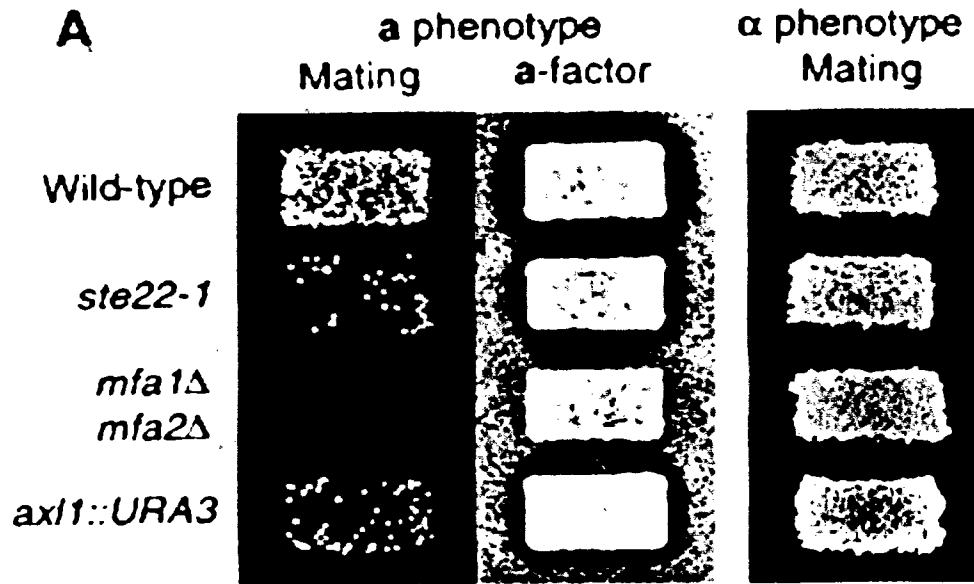 A
a phenotype
α phenotype
Mating
a-factor
Mating
Wild-type
ste22-1
mfa1Δ
mfa2Δ
axl1::URA3